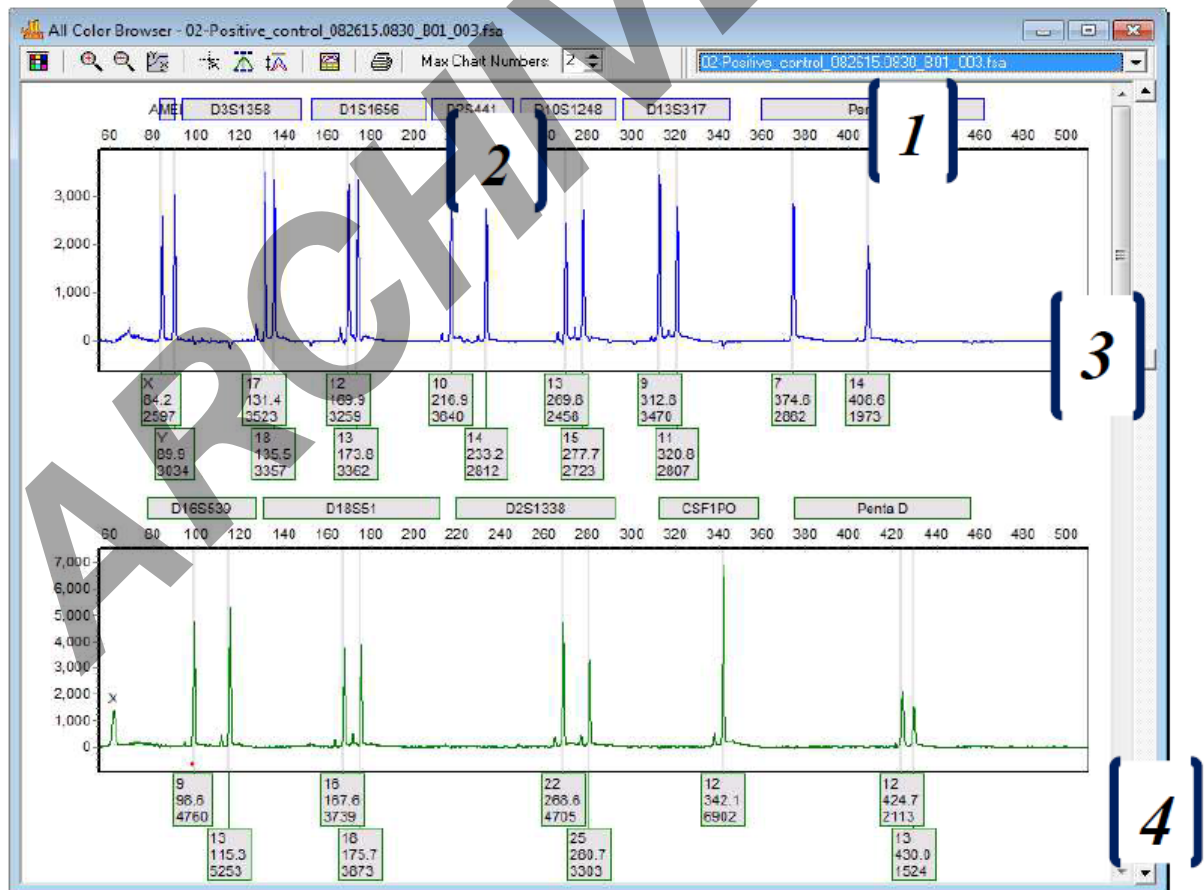 All Color Browser - 02-Positive_control_082615.0830_B01_003.fsa
Max Chart Numbers: 2
02-Positive_control_082615.0830_B01_003.fsa
D3S1358 D1S1656 D2S441 D10S1248 D13S317
60 80 100 120 140 160 180 200 220 260 280 300 320 340 360 380 400 460 480 500
1
2
3,000
2,000
1,000
0
3
X 17 12 10 13 9 7 14
84.2 131.4 169.9 216.9 269.8 312.8 374.6 408.6
2597 3523 3259 3640 2458 3470 2862 1973
Y 18 13 14 15 11
89.9 135.5 173.8 233.2 277.7 320.8
3034 3357 3362 2812 2723 2807
D16S539 D18S51 D2S1338 CSF1PO Penta D
60 80 100 120 140 160 180 200 220 240 260 280 300 320 340 360 380 400 420 440 460 480 500
7,000
6,000
5,000
4,000
3,000
2,000
1,000
0
X
9 16 22 12 12
98.6 167.6 268.6 342.1 424.7
4760 3739 4705 6902 2113
13 18 25 13
115.3 175.7 280.7 430.0
5253 3873 3303 1524
4
ARCHIV